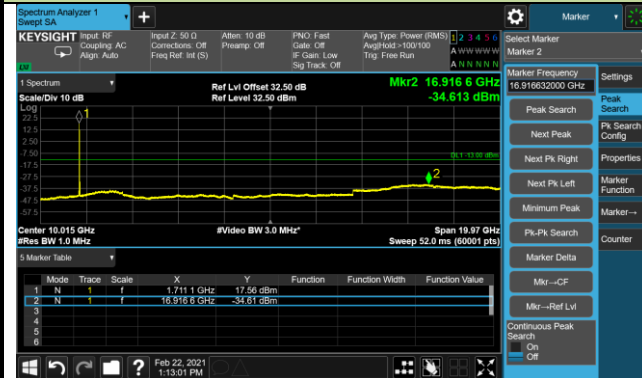 Spectrum Analyzer 1
Swept SA
KEYSIGHT
Input: RF
Coupling: AC
Align: Auto
Input Z: 50 Ω
Corrections: Off
Freq Ref: Int (S)
Atten: 10 dB
Preamp: Off
PNO: Fast
Gate: Off
IF Gain: Low
Sig Track: Off
Avg Type: Power (RMS)
Avg|Hold:>100/100
Trig: Free Run
1 2 3 4 5 6
A W W W W W
A N N N N N
1 Spectrum
Scale/Div 10 dB
Ref Lvl Offset 32.50 dB
Ref Level 32.50 dBm
Mkr2 16.916 6 GHz
-34.613 dBm
Log
22.5
12.5
2.50
-7.50
-17.5
-27.5
-37.5
-47.5
-57.5
1
DL1 -13.00 dBm
2
Center 10.015 GHz
#Res BW 1.0 MHz
#Video BW 3.0 MHz*
Span 19.97 GHz
Sweep 52.0 ms (60001 pts)
5 Marker Table
Mode Trace Scale X Y Function Function Width Function Value
1 N 1 f 1.711 1 GHz 17.56 dBm
2 N 1 f 16.916 6 GHz -34.61 dBm
3
4
5
6
Feb 22, 2021
1:13:01 PM
Marker
Select Marker
Marker 2
Marker Frequency
16.916632000 GHz
Peak Search
Next Peak
Next Pk Right
Next Pk Left
Minimum Peak
Pk-Pk Search
Marker Delta
Mkr→CF
Mkr→Ref Lvl
Continuous Peak
Search
On
Off
Settings
Peak
Search
Pk Search
Config
Properties
Marker
Function
Marker→
Counter